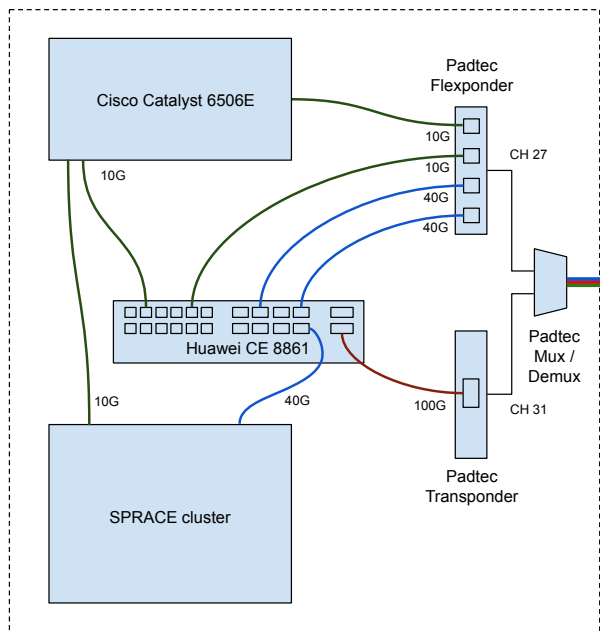 Padtec
Flexponder
Cisco Catalyst 6506E
10G
CH 27
10G
10G
40G
40G
Huawei CE 8861
Padtec
Mux /
Demux
10G
40G
100G
CH 31
Padtec
Transponder
SPRACE cluster